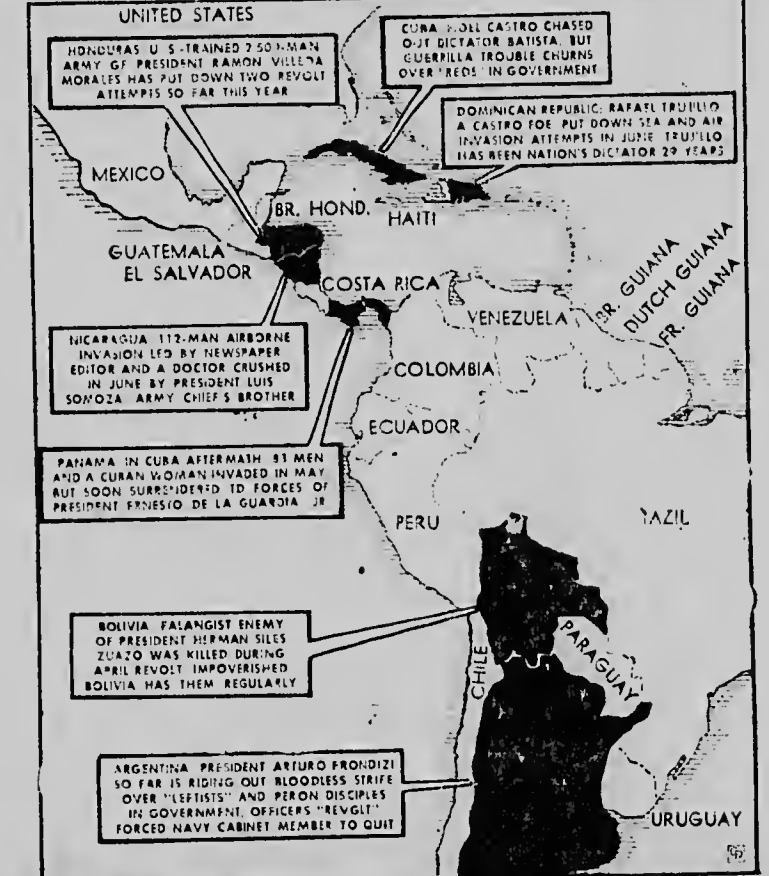 UNITED STATES
HONDURAS U S -TRAINED 2 50 -MAN
ARMY OF PRESIDENT RAMON VILLEDA
MORALES HAS PUT DOWN TWO REVOLT
ATTEMPTS SO FAR THIS YEAR
CUBA FIDEL CASTRO CHASED
OUT DICTATOR BATISTA, BUT
GUERRILLA TROUBLE CHURNS
OVER "REDS" IN GOVERNMENT
DOMINICAN REPUBLIC: RAFAEL TRUJILLO
A CASTRO FOE PUT DOWN SEA AND AIR
INVASION ATTEMPTS IN JUNE TRUJILLO
HAS BEEN NATION'S DICTATOR 29 YEARS
MEXICO
BR. HOND.
HAITI
GUATEMALA
EL SALVADOR
COSTA RICA
BR. GUIANA
DUTCH GUIANA
FR. GUIANA
VENEZUELA
NICARAGUA 112-MAN AIRBORNE
INVASION LED BY NEWSPAPER
EDITOR AND A DOCTOR CRUSHED
IN JUNE BY PRESIDENT LUIS
SOMOZA ARMY CHIEF'S BROTHER
COLOMBIA
ECUADOR
PANAMA IN CUBA AFTERMATH 83 MEN
AND A CUBAN WOMAN INVADED IN MAY
BUT SOON SURRENDERED TO FORCES OF
PRESIDENT ERNESTO DE LA GUARDIA JR
PERU
AZIL
BOLIVIA FALANGIST ENEMY
OF PRESIDENT HERMAN SILES
ZUAZO WAS KILLED DURING
APRIL REVOLT IMPOVERISHED
BOLIVIA HAS THEM REGULARLY
CHILE
PARAGUAY
ARGENTINA PRESIDENT ARTURO FRONDIZI
SO FAR IS RIDING OUT BLOODLESS STRIFE
OVER "LEFTISTS" AND PERON DISCIPLES
IN GOVERNMENT, OFFICERS "REVOLT"
FORCED NAVY CABINET MEMBER TO QUIT
URUGUAY